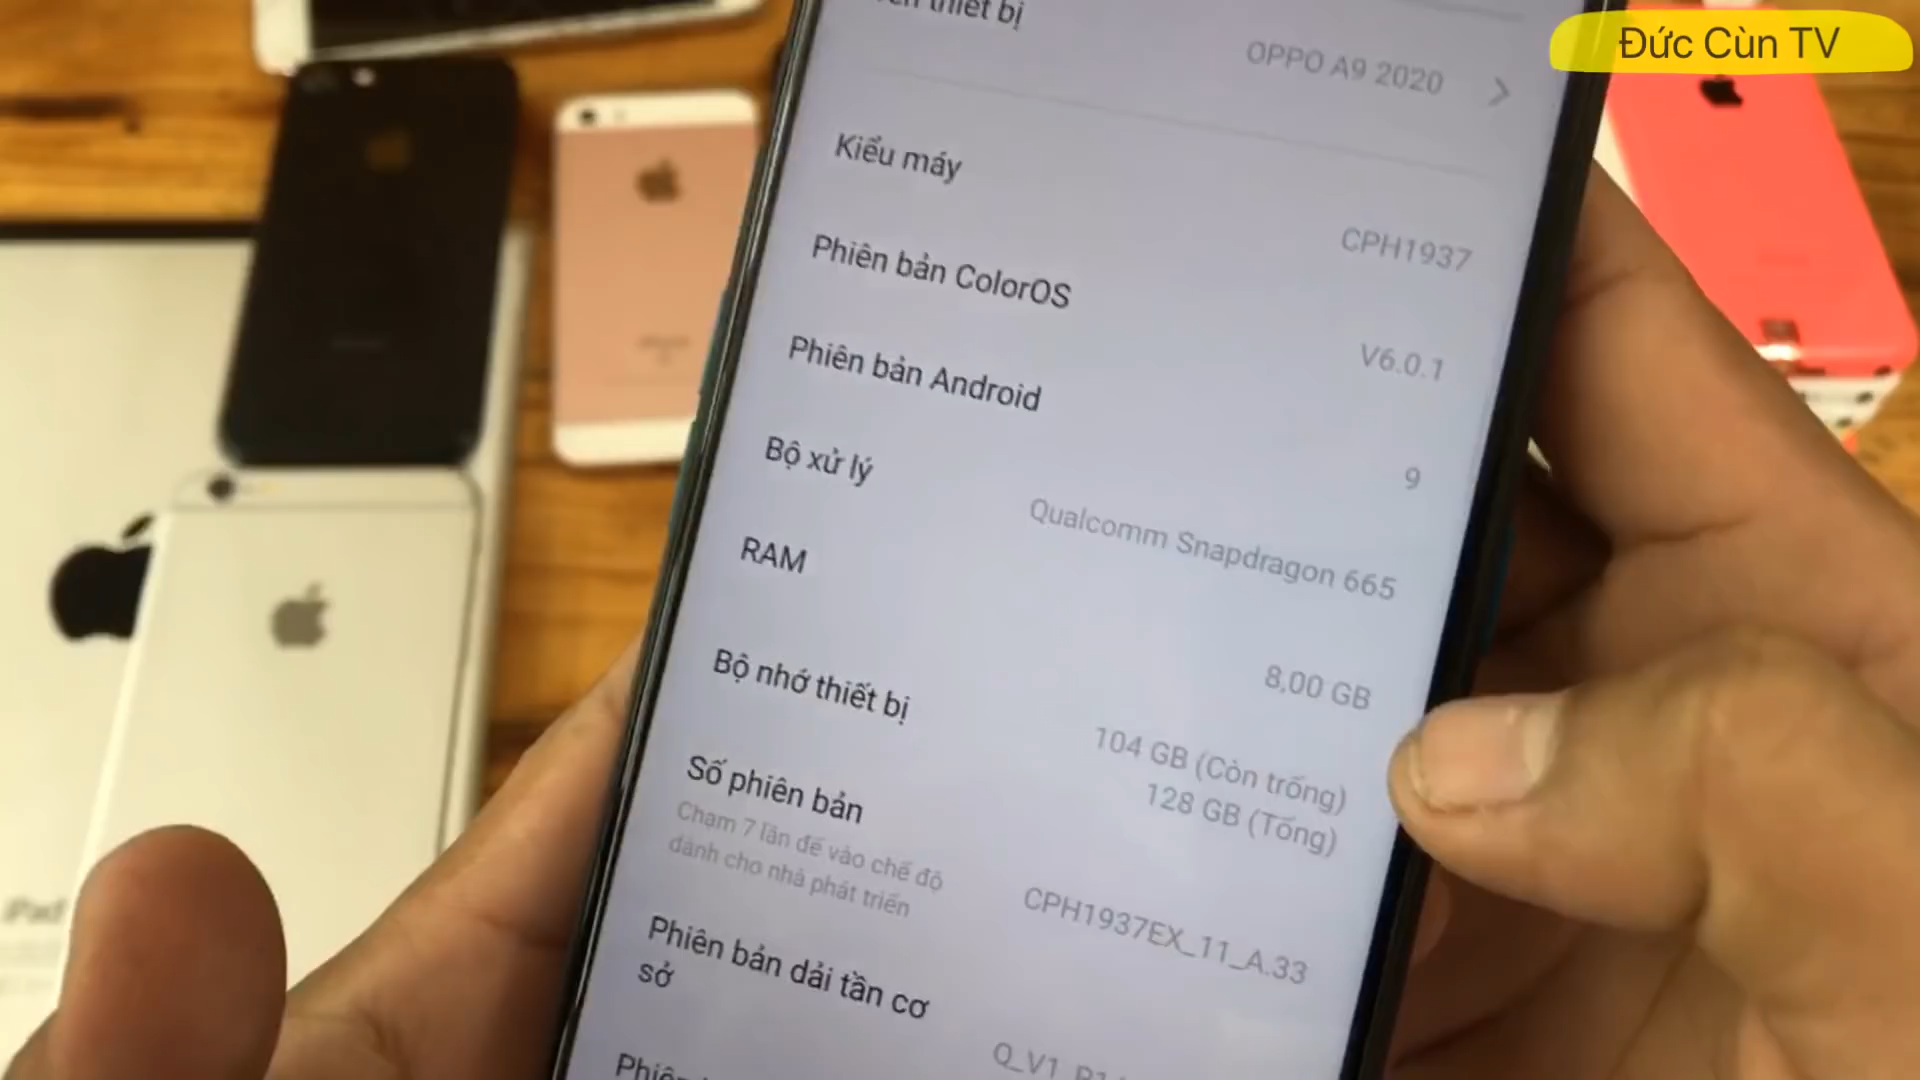 Đức Cùn TV
thiết bị
OPPO A9 2020
Kiểu máy
CPH1937
Phiên bản ColorOS
V6.0.1
Phiên bản Android
9
Bộ xử lý
Qualcomm Snapdragon 665
RAM
8,00 GB
Bộ nhớ thiết bị
104 GB (Còn trống)
128 GB (Tổng)
Số phiên bản
Chạm 7 lần để vào chế độ
dành cho nhà phát triển
CPH1937EX_11_A.33
Phiên bản dải tần cơ
sở
iPad